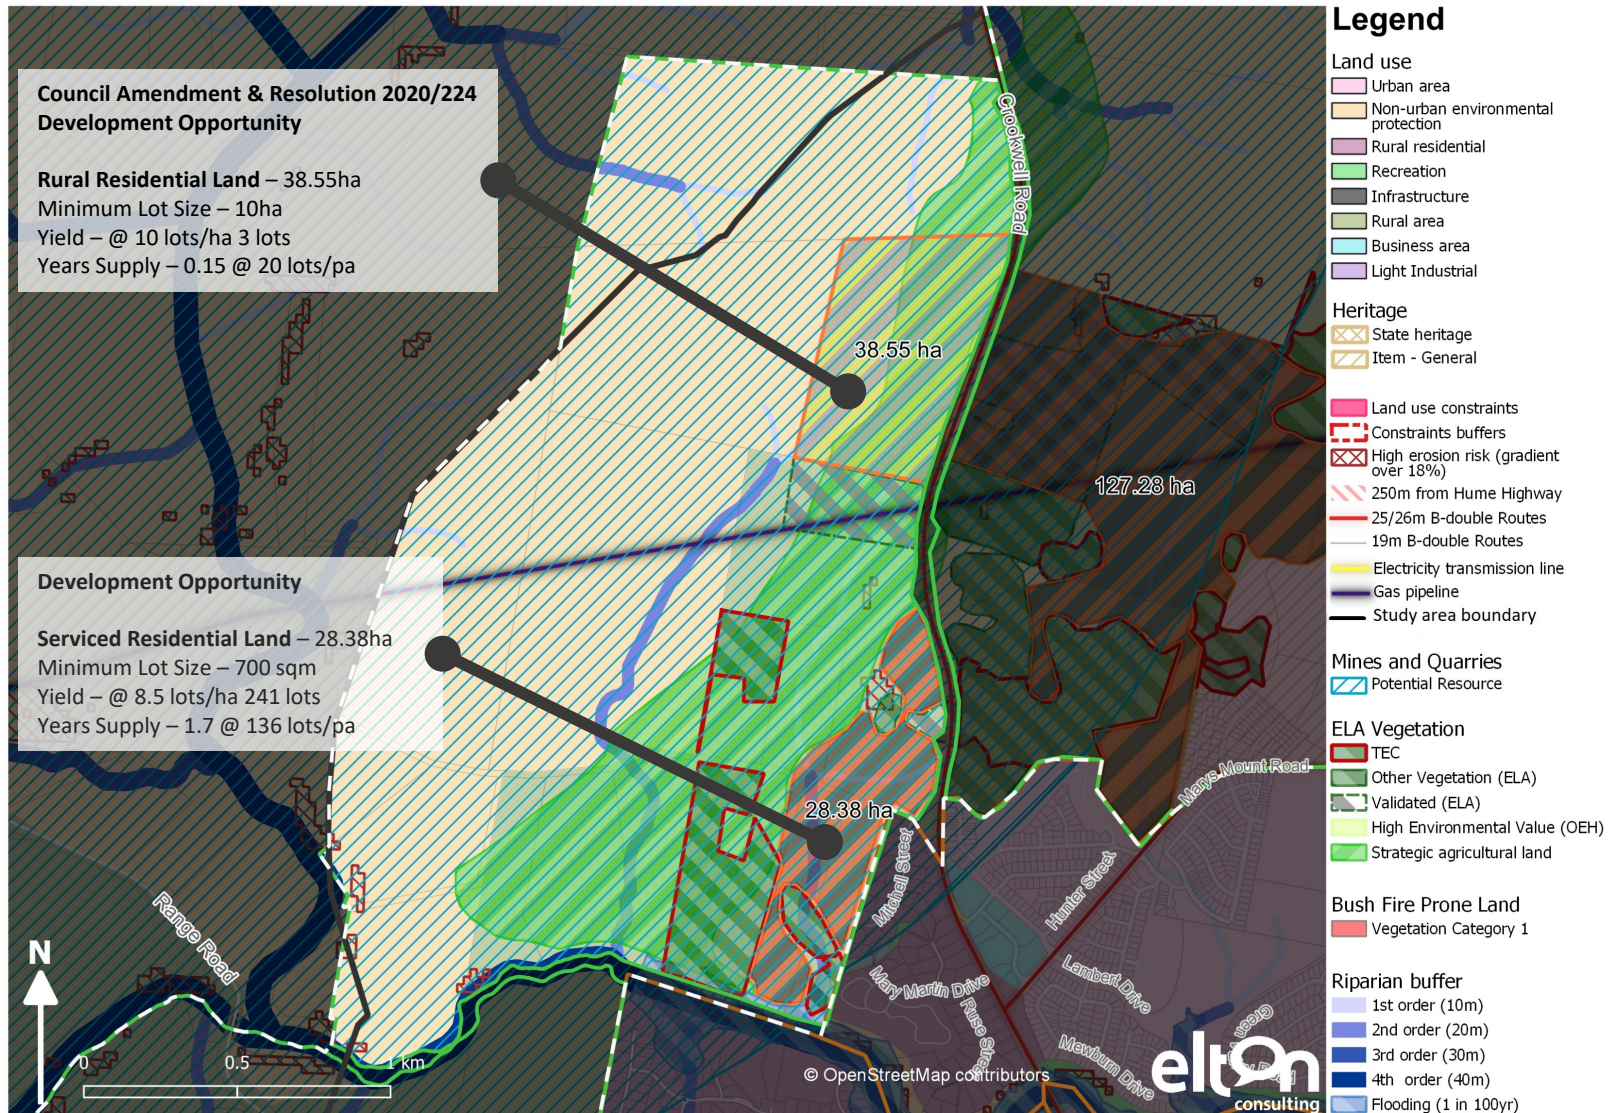 Council Amendment & Resolution 2020/224
Development Opportunity
Rural Residential Land – 38.55ha
Minimum Lot Size – 10ha
Yield – @ 10 lots/ha 3 lots
Years Supply – 0.15 @ 20 lots/pa
Development Opportunity
Serviced Residential Land – 28.38ha
Minimum Lot Size – 700 sqm
Yield – @ 8.5 lots/ha 241 lots
Years Supply – 1.7 @ 136 lots/pa
Crookwell Road
38.55 ha
127.28 ha
28.38 ha
Marys Mount Road
Mitchell Street
Hunter Street
Range Road
Mary Martin Drive
Lambert Drive
Ruse Street
Mewburn Drive
Green
Road
N
0
0.5
1 km
© OpenStreetMap contributors
elton
consulting
Legend
Land use
Urban area
Non-urban environmental
protection
Rural residential
Recreation
Infrastructure
Rural area
Business area
Light Industrial
Heritage
State heritage
Item - General
Land use constraints
Constraints buffers
High erosion risk (gradient
over 18%)
250m from Hume Highway
25/26m B-double Routes
19m B-double Routes
Electricity transmission line
Gas pipeline
Study area boundary
Mines and Quarries
Potential Resource
ELA Vegetation
TEC
Other Vegetation (ELA)
Validated (ELA)
High Environmental Value (OEH)
Strategic agricultural land
Bush Fire Prone Land
Vegetation Category 1
Riparian buffer
1st order (10m)
2nd order (20m)
3rd order (30m)
4th order (40m)
Flooding (1 in 100yr)